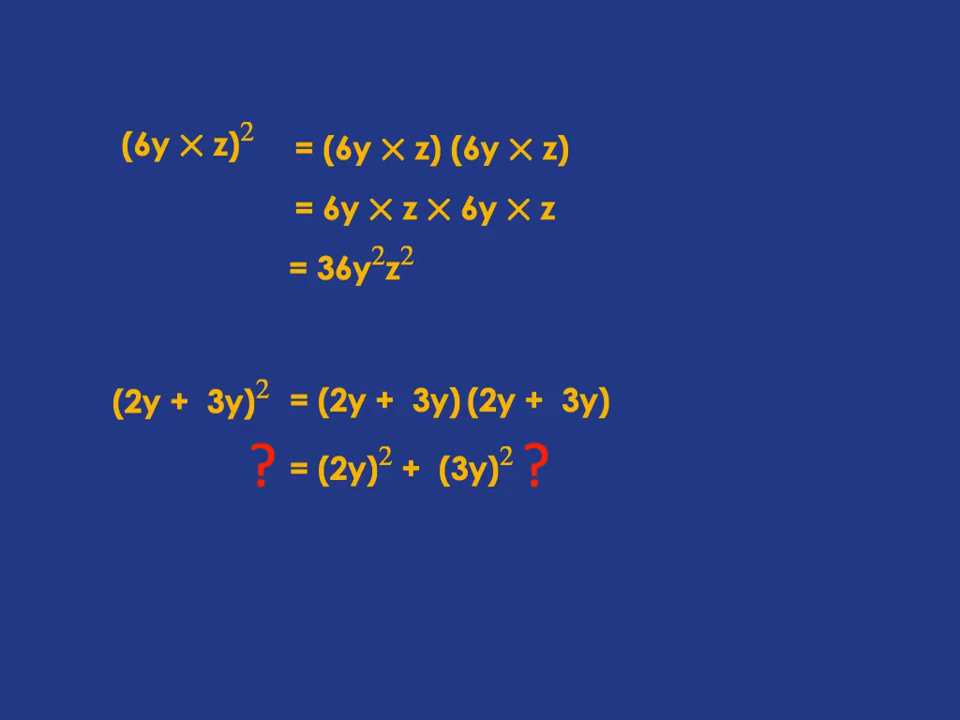 (6y × z)² = (6y × z) (6y × z)
= 6y × z × 6y × z
= 36y²z²
(2y + 3y)² = (2y + 3y) (2y + 3y)
? = (2y)² + (3y)² ?